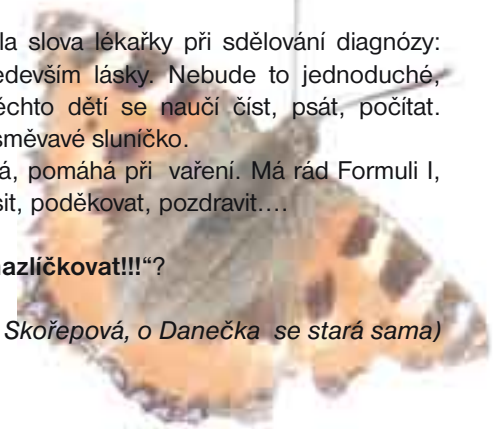 la slova lékařky při sdělování diagnózy:
edevším lásky. Nebude to jednoduché,
ěchto dětí se naučí číst, psát, počítat.
směvavé sluníčko.
á, pomáhá při vaření. Má rád Formuli I,
sit, poděkovat, pozdravit….
azlíčkovat!!!“?
Skořepová, o Danečka se stará sama)